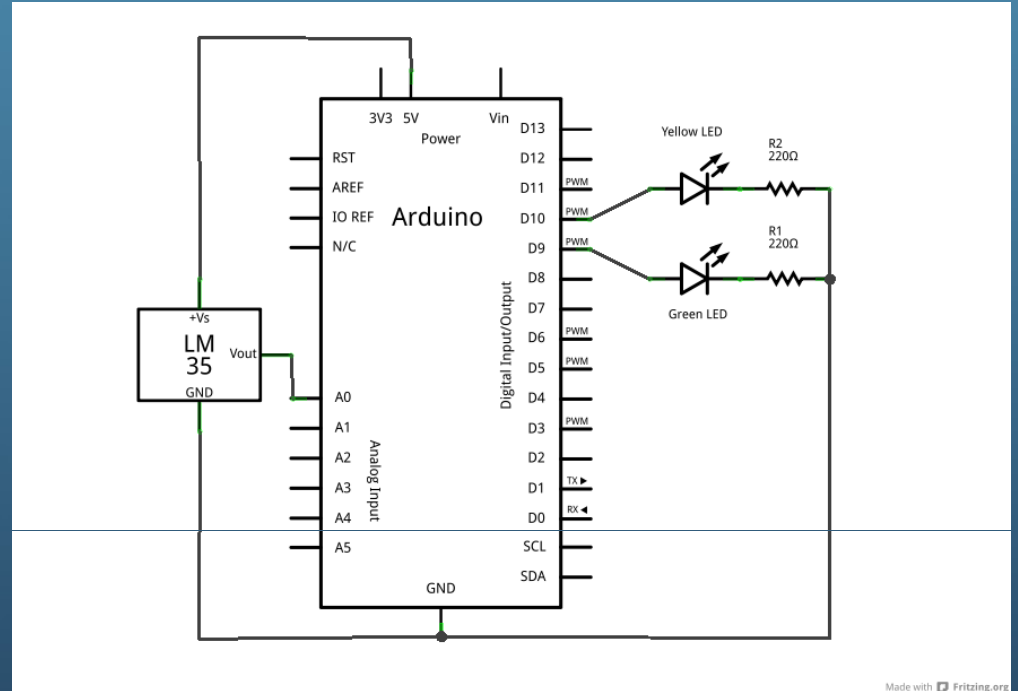 3V3 5V Vin
Power
D13
RST
D12
AREF
PWM
D11
IO REF
Arduino
PWM
D10
N/C
PWM
D9
D8
D7
PWM
D6
PWM
D5
D4
PWM
D3
D2
TX ▶
D1
RX ◀
D0
SCL
SDA
Digital Input/Output
A0
A1
A2
A3
A4
A5
Analog Input
GND
+Vs
LM
35
Vout
GND
Yellow LED
R2
220Ω
R1
220Ω
Green LED
Made with Fritzing.org